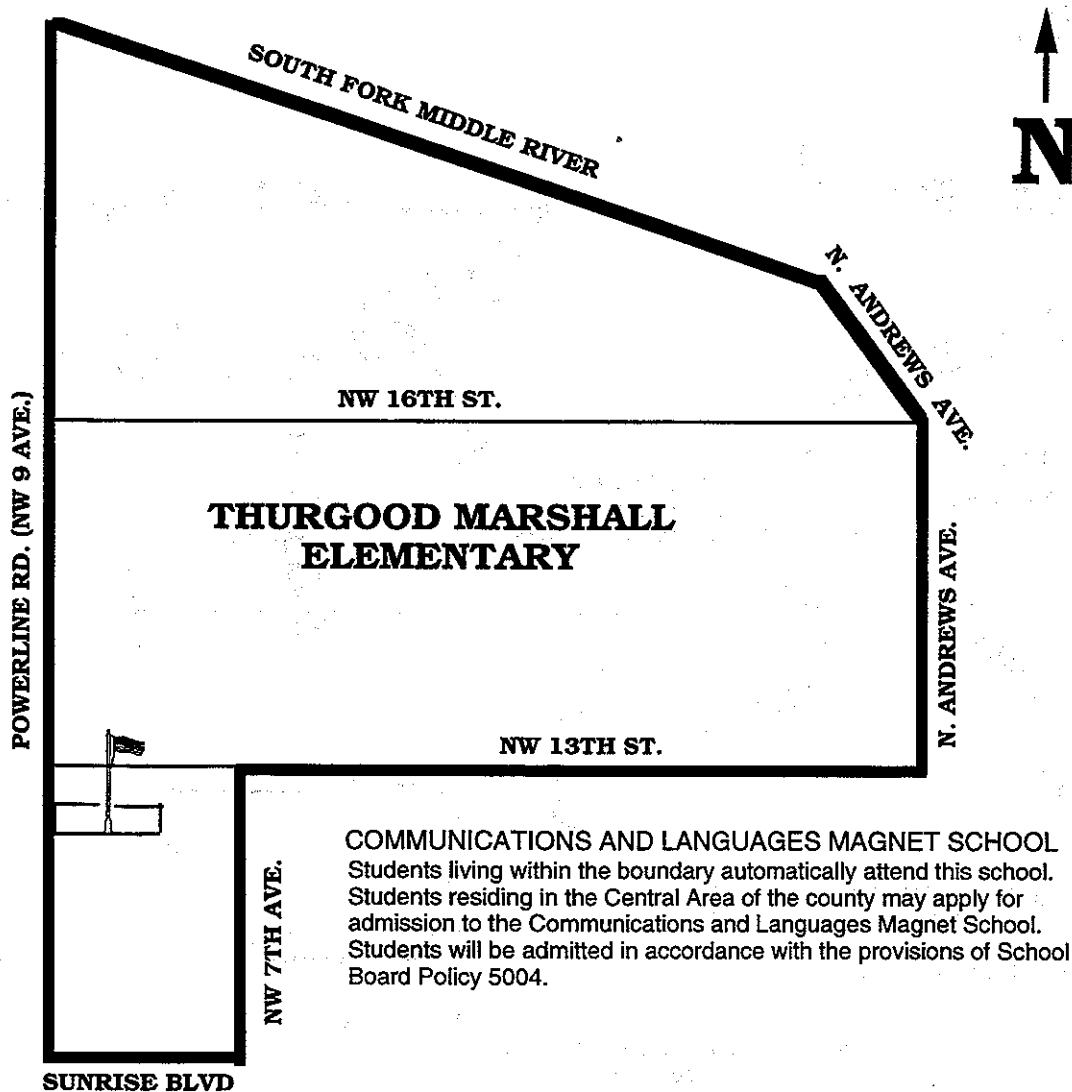 SOUTH FORK MIDDLE RIVER
N
N. ANDREWS AVE.
NW 16TH ST.
POWERLINE RD. (NW 9 AVE.)
THURGOOD MARSHALL
ELEMENTARY
N. ANDREWS AVE.
NW 13TH ST.
COMMUNICATIONS AND LANGUAGES MAGNET SCHOOL
Students living within the boundary automatically attend this school.
Students residing in the Central Area of the county may apply for
admission to the Communications and Languages Magnet School.
Students will be admitted in accordance with the provisions of School
Board Policy 5004.
NW 7TH AVE.
SUNRISE BLVD